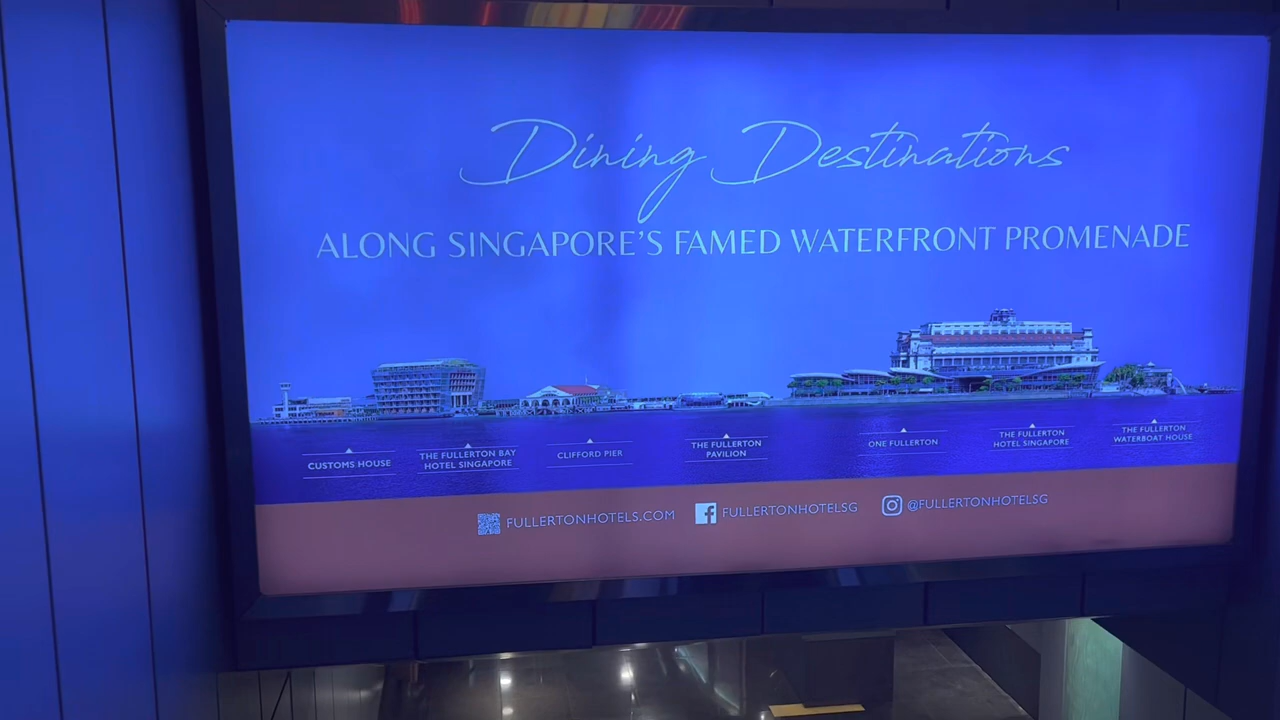 Dining Destinations
ALONG SINGAPORE'S FAMED WATERFRONT PROMENADE
CUSTOMS HOUSE
THE FULLERTON BAY
HOTEL SINGAPORE
CLIFFORD PIER
THE FULLERTON
PAVILION
ONE FULLERTON
THE FULLERTON
HOTEL SINGAPORE
THE FULLERTON
WATERBOAT HOUSE
FULLERTONHOTELS.COM
FULLERTONHOTELSG
@FULLERTONHOTELSG